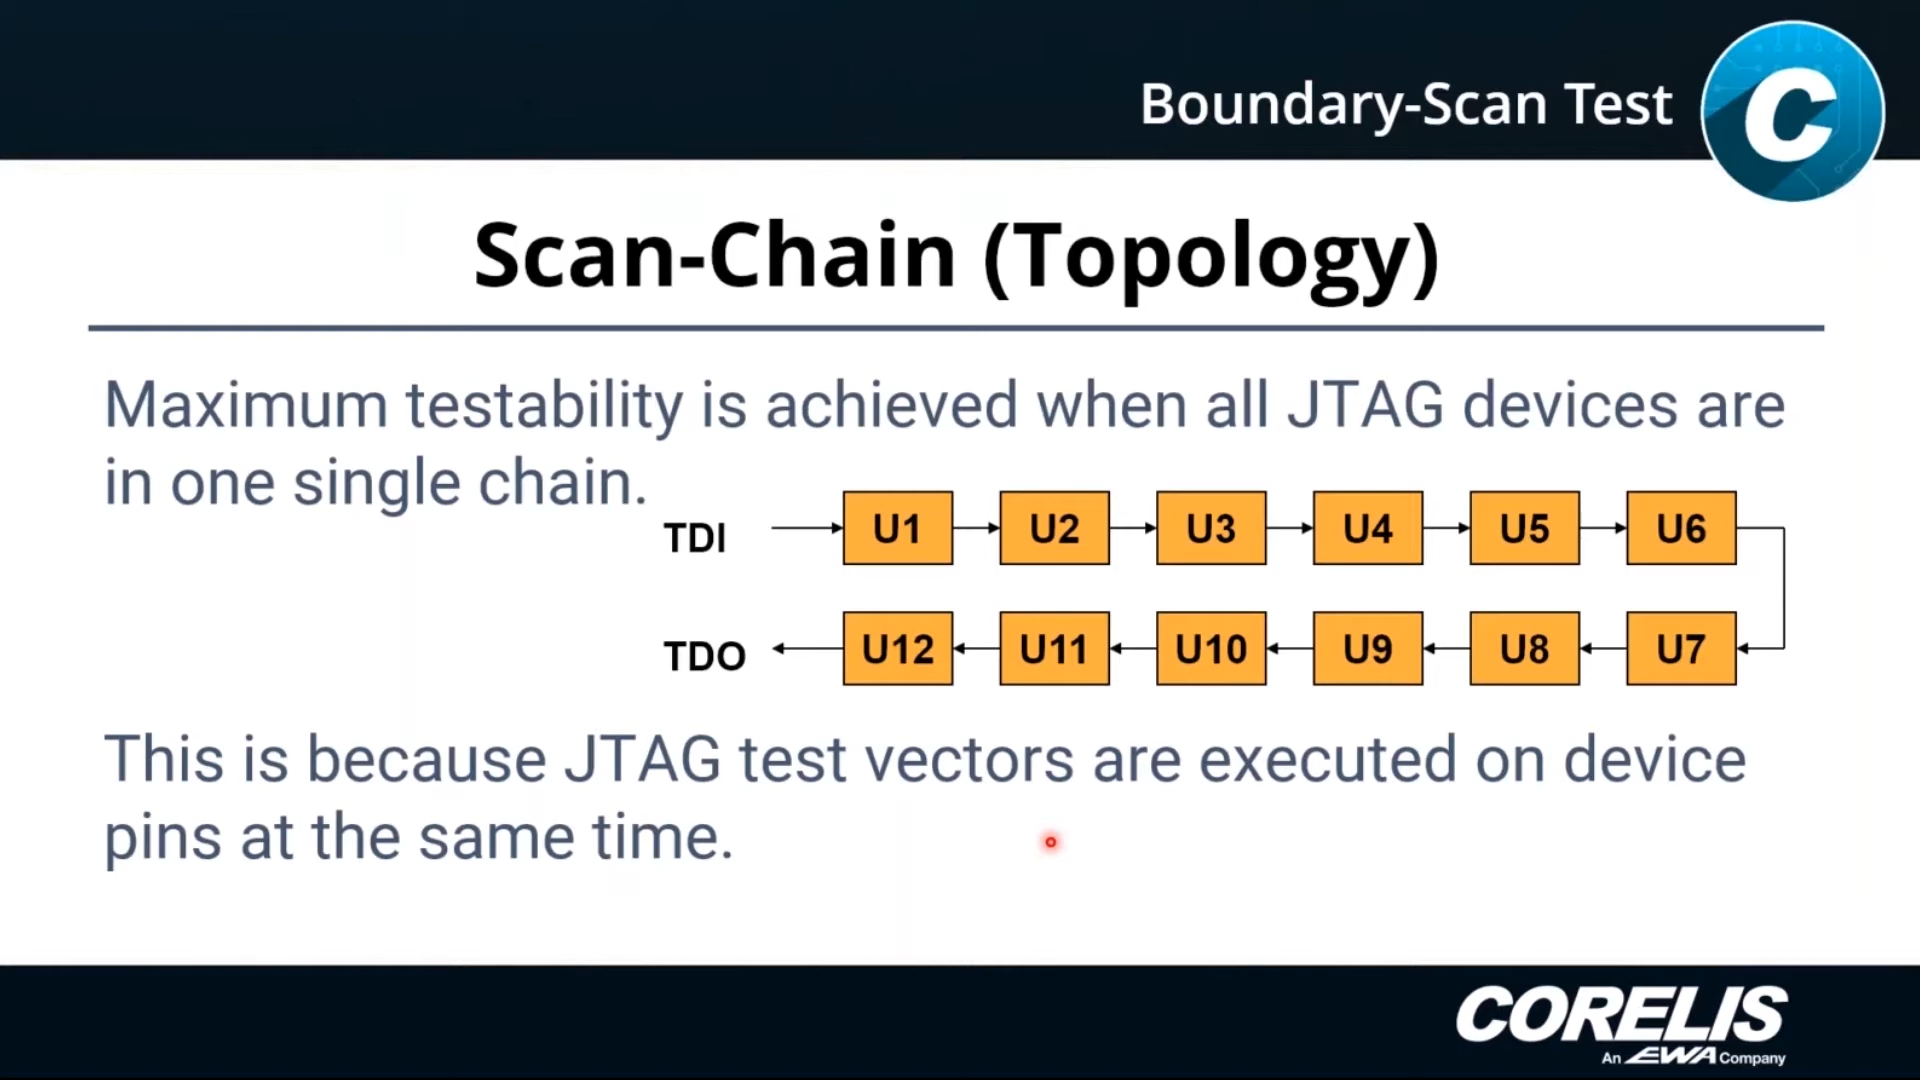 Boundary-Scan Test
C
Scan-Chain (Topology)
Maximum testability is achieved when all JTAG devices are
in one single chain.
TDI U1 U2 U3 U4 U5 U6
TDO U12 U11 U10 U9 U8 U7
This is because JTAG test vectors are executed on device
pins at the same time.
CORELIS
An EWA Company